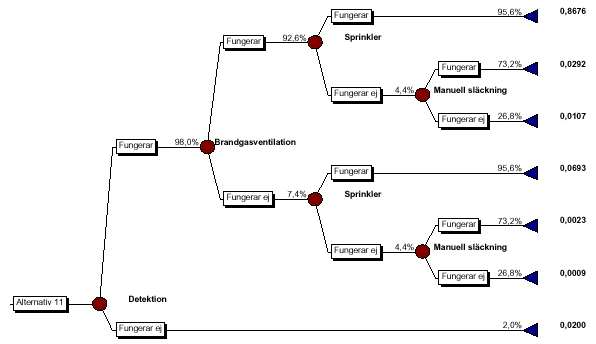 Fungerar 95,6% 0,8676
Fungerar 92,6% Sprinkler
Fungerar 73,2% 0,0292
Fungerar ej 4,4% Manuell släckning
Fungerar ej 26,8% 0,0107
Fungerar 98,0% Brandgasventilation
Fungerar 95,6% 0,0693
Fungerar ej 7,4% Sprinkler
Fungerar 73,2% 0,0023
Fungerar ej 4,4% Manuell släckning
Fungerar ej 26,8% 0,0009
Alternativ 11 Detektion
Fungerar ej 2,0% 0,0200